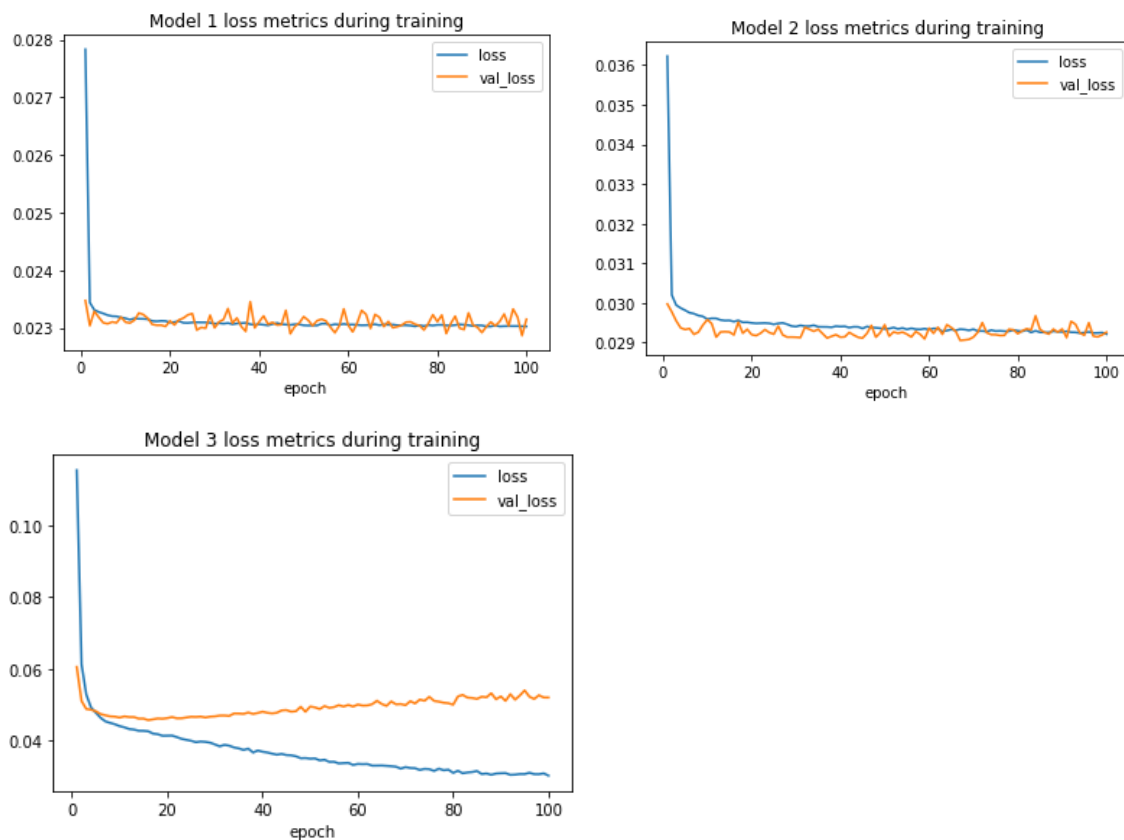 Model 1 loss metrics during training
0.028
0.027
0.026
0.025
0.024
0.023
loss
val_loss
0 20 40 60 80 100
epoch
Model 2 loss metrics during training
0.036
0.035
0.034
0.033
0.032
0.031
0.030
0.029
loss
val_loss
0 20 40 60 80 100
epoch
Model 3 loss metrics during training
0.10
0.08
0.06
0.04
loss
val_loss
0 20 40 60 80 100
epoch